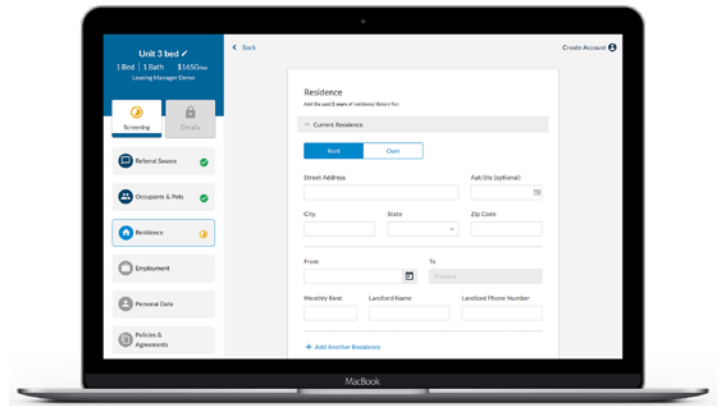 Unit 3 bed
1 Bed | 1 Bath $1650/mo
Leasing Manager Demo
Screening
Details
Referral Source
Occupants & Pets
Residence
Employment
Personal Data
Policies &
Agreements
Back
Create Account
Residence
Add the past 3 years of residence history for:
Current Residence
Rent
Own
Street Address
Apt/Ste (optional)
City
State
Zip Code
From
To
Present
Monthly Rent
Landlord Name
Landlord Phone Number
+ Add Another Residence
MacBook